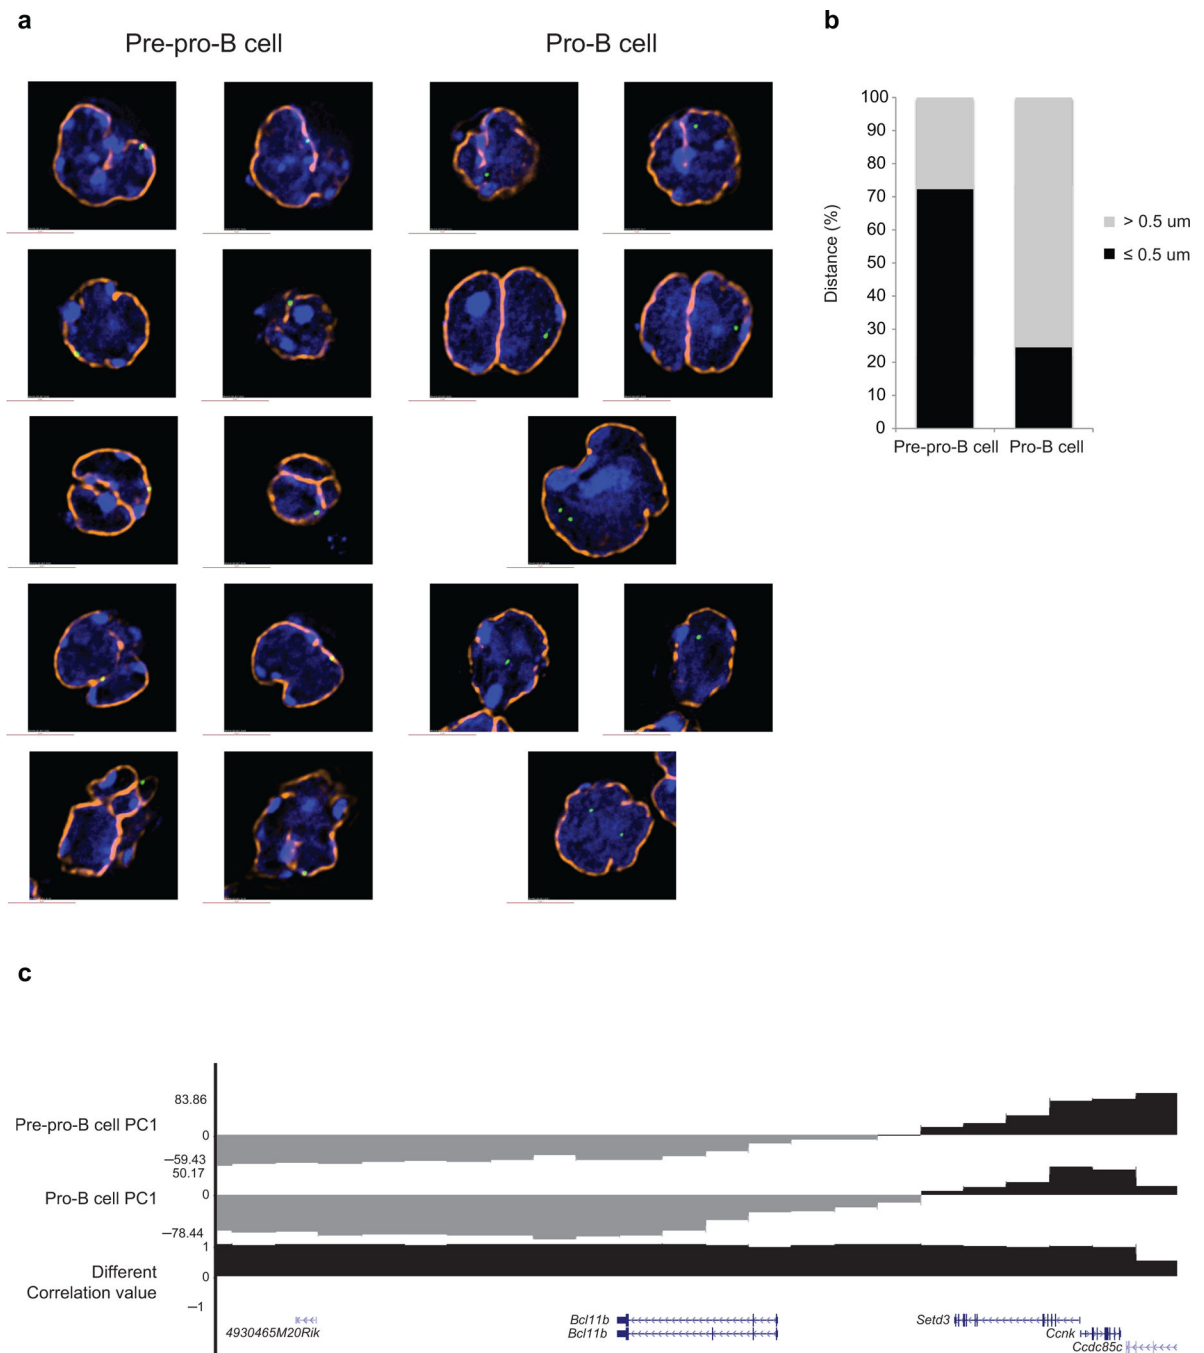 a
Pre-pro-B cell
Pro-B cell
b
100
90
80
70
60
50
40
30
20
10
0
Distance (%)
Pre-pro-B cell
Pro-B cell
> 0.5 um
≤ 0.5 um
c
83.86
Pre-pro-B cell PC1
0
–59.43
50.17
Pro-B cell PC1
0
–78.44
1
Different
Correlation value
0
–1
4930465M20Rik
Bcl11b
Bcl11b
Setd3
Ccnk
Ccdc85c